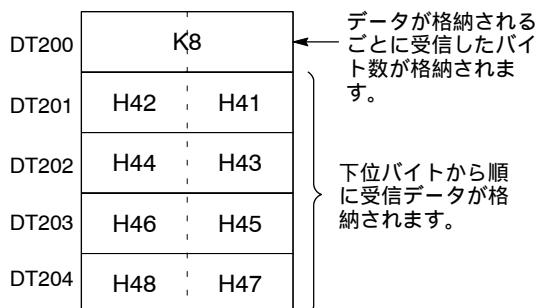 DT200 K8
データが格納される
ごとに受信したバイ
ト数が格納されま
す。
DT201 H42 H41
DT202 H44 H43
DT203 H46 H45
DT204 H48 H47
下位バイトから順
に受信データが格
納されます。